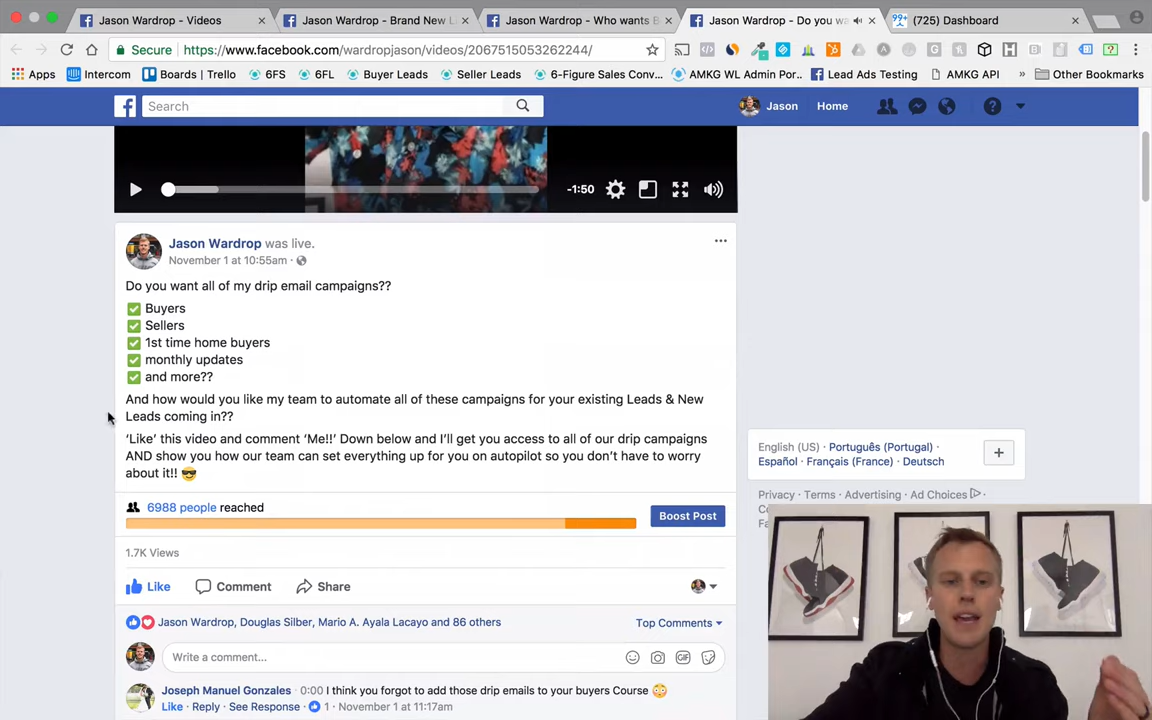 Jason Wardrop - Videos
Jason Wardrop - Brand New L
Jason Wardrop - Who wants B
Jason Wardrop - Do you wa
99+
(725) Dashboard
Secure
https://www.facebook.com/wardropjason/videos/2067515053262244/
Apps
Intercom
Boards | Trello
6FS
6FL
Buyer Leads
Seller Leads
6-Figure Sales Conv...
AMKG WL Admin Por..
Lead Ads Testing
AMKG API
»
Other Bookmarks
Search
Jason
Home
-1:50
Jason Wardrop was live.
November 1 at 10:55am ·
Do you want all of my drip email campaigns??
✅ Buyers
✅ Sellers
✅ 1st time home buyers
✅ monthly updates
✅ and more??
And how would you like my team to automate all of these campaigns for your existing Leads & New
Leads coming in??
'Like' this video and comment 'Me!!' Down below and I'll get you access to all of our drip campaigns
AND show you how our team can set everything up for you on autopilot so you don't have to worry
about it!! 😎
6988 people reached
Boost Post
1.7K Views
Like
Comment
Share
Jason Wardrop, Douglas Silber, Mario A. Ayala Lacayo and 86 others
Top Comments
Write a comment...
GIF
Joseph Manuel Gonzales 0:00 I think you forgot to add those drip emails to your buyers Course 😳
Like · Reply · See Response · 1 · November 1 at 11:17am
English (US) · Português (Portugal) ·
Español · Français (France) · Deutsch
Privacy · Terms · Advertising · Ad Choices ·